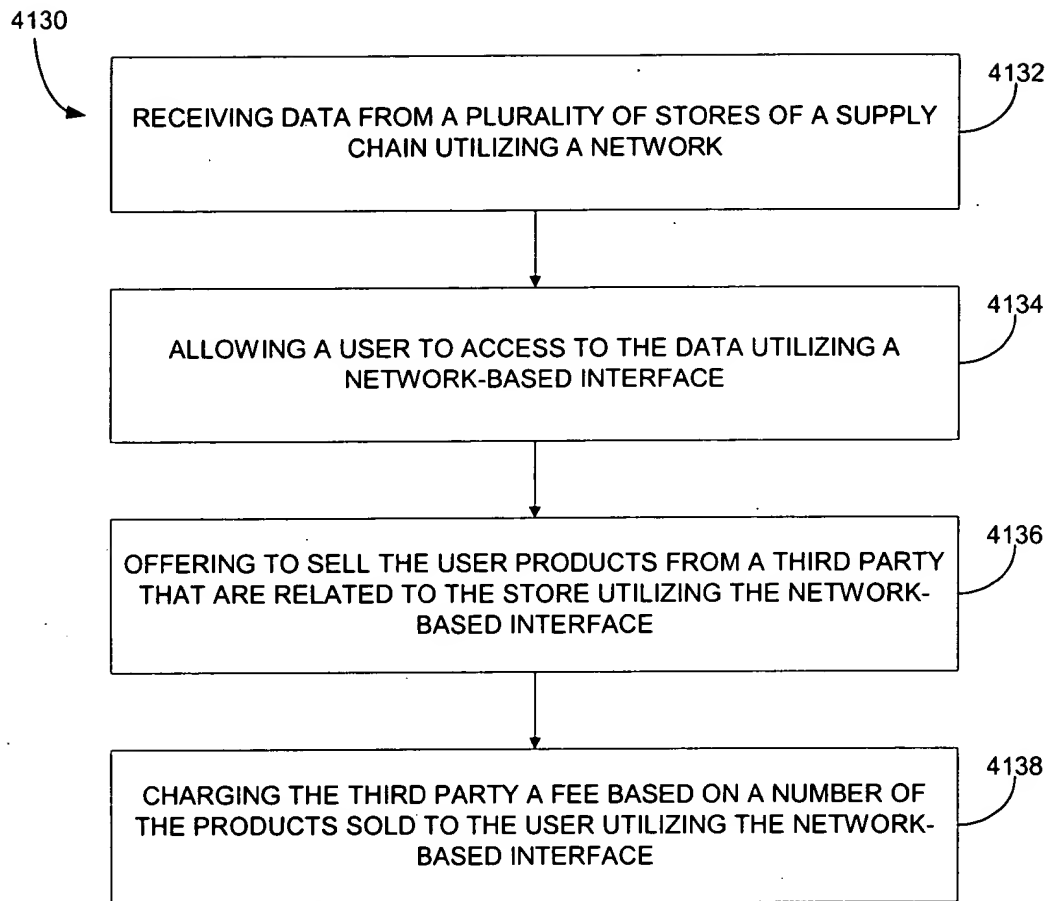 4130
4132
RECEIVING DATA FROM A PLURALITY OF STORES OF A SUPPLY
CHAIN UTILIZING A NETWORK
4134
ALLOWING A USER TO ACCESS TO THE DATA UTILIZING A
NETWORK-BASED INTERFACE
4136
OFFERING TO SELL THE USER PRODUCTS FROM A THIRD PARTY
THAT ARE RELATED TO THE STORE UTILIZING THE NETWORK-
BASED INTERFACE
4138
CHARGING THE THIRD PARTY A FEE BASED ON A NUMBER OF
THE PRODUCTS SOLD TO THE USER UTILIZING THE NETWORK-
BASED INTERFACE